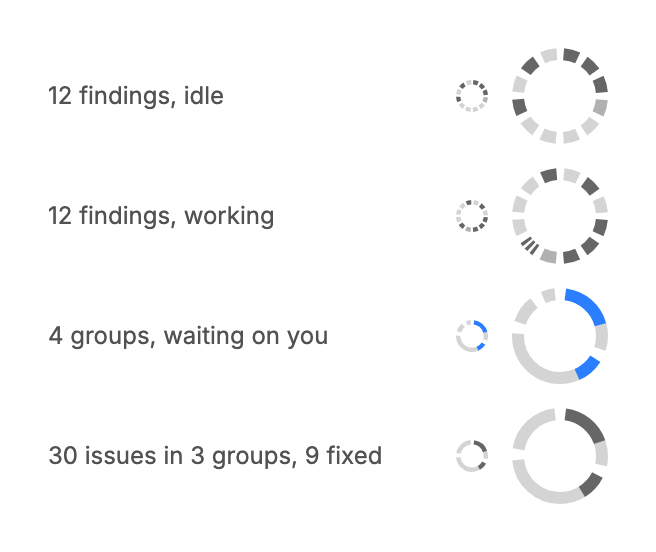 12 findings, idle
12 findings, working
4 groups, waiting on you
30 issues in 3 groups, 9 fixed